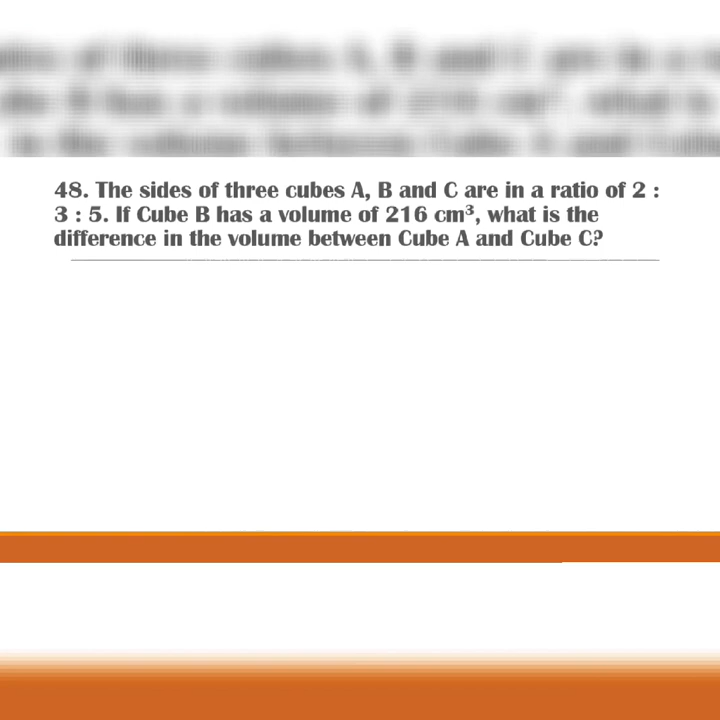 48. The sides of three cubes A, B and C are in a ratio of 2 :
3 : 5. If Cube B has a volume of 216 cm³, what is the
difference in the volume between Cube A and Cube C?